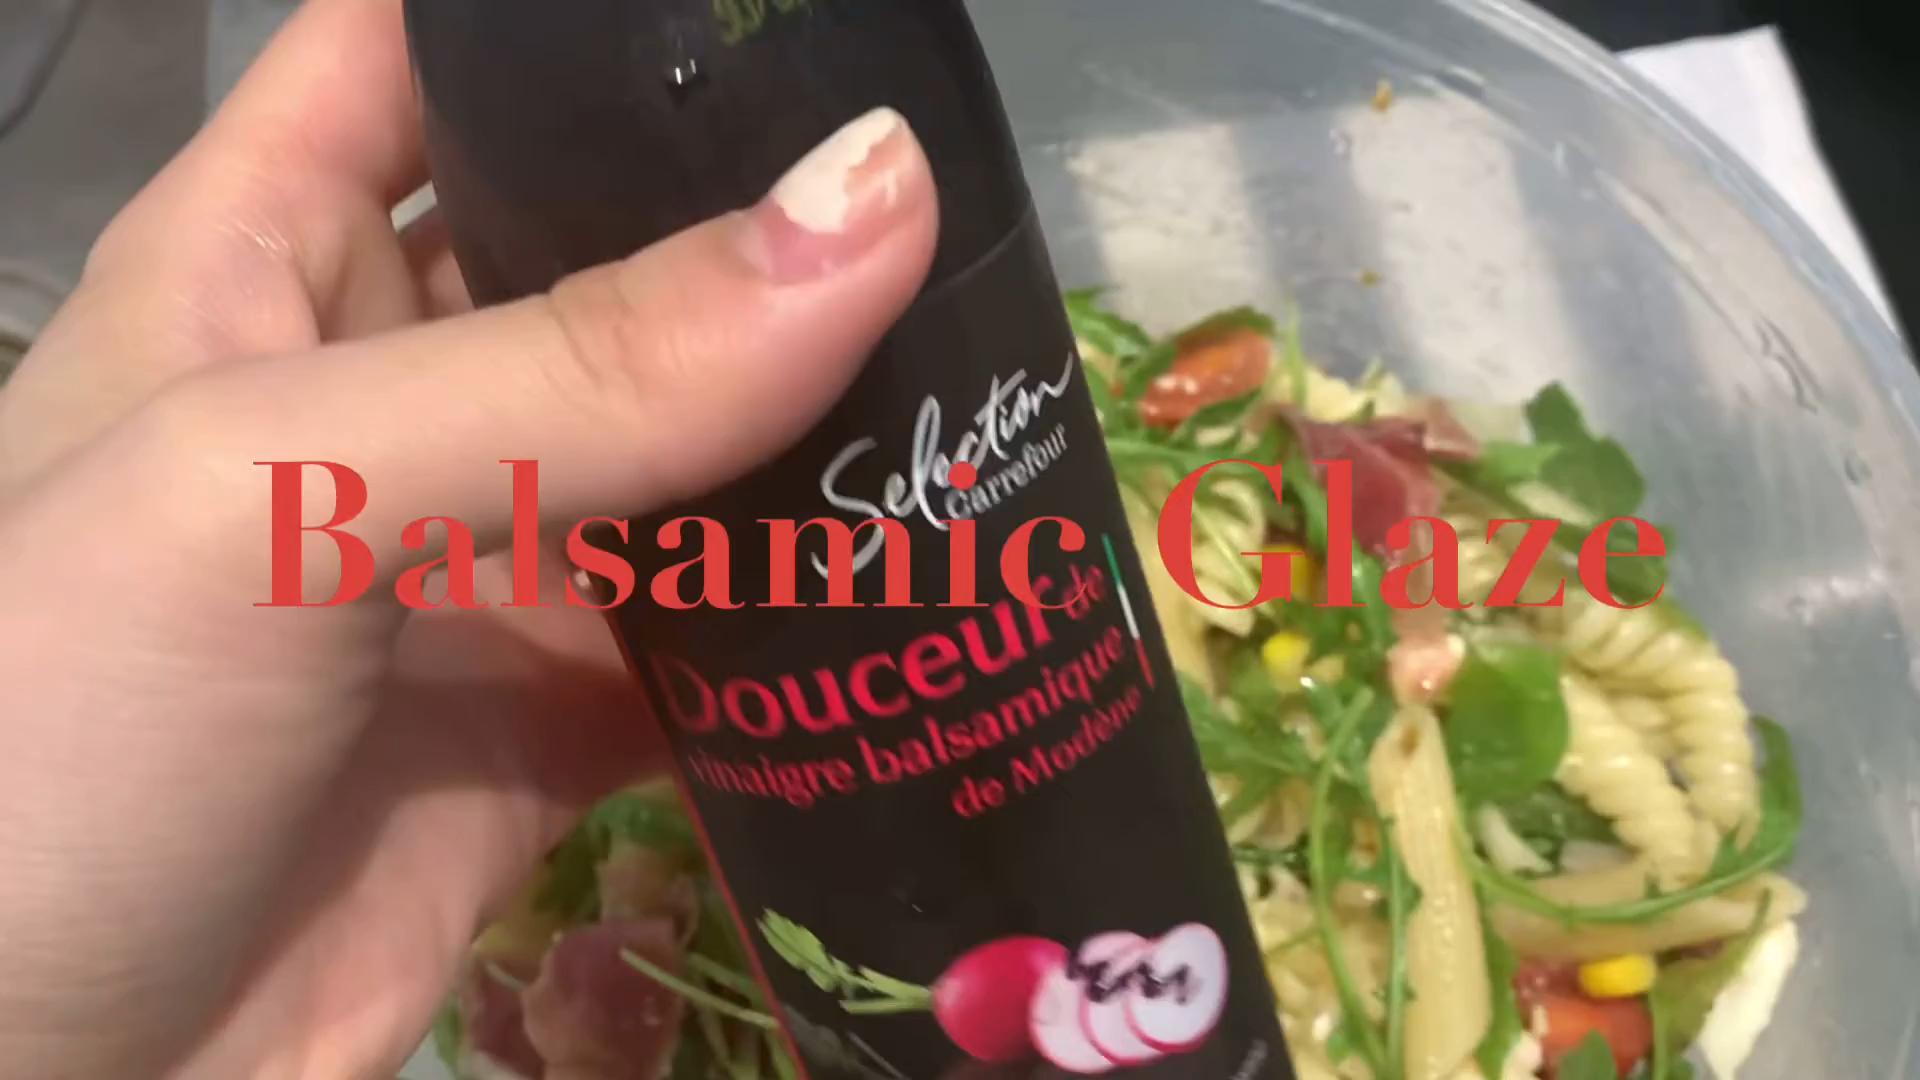 Selection
Carrefour
Balsamic Glaze
Douceur de
vinaigre balsamique
de Modène